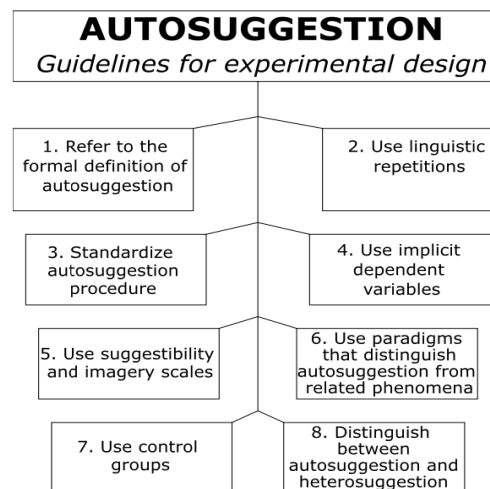 AUTOSUGGESTION
Guidelines for experimental design
1. Refer to the
formal definition of
autosuggestion
2. Use linguistic
repetitions
3. Standardize
autosuggestion
procedure
4. Use implicit
dependent
variables
5. Use suggestibility
and imagery scales
6. Use paradigms
that distinguish
autosuggestion from
related phenomena
7. Use control
groups
8. Distinguish
between
autosuggestion and
heterosuggestion